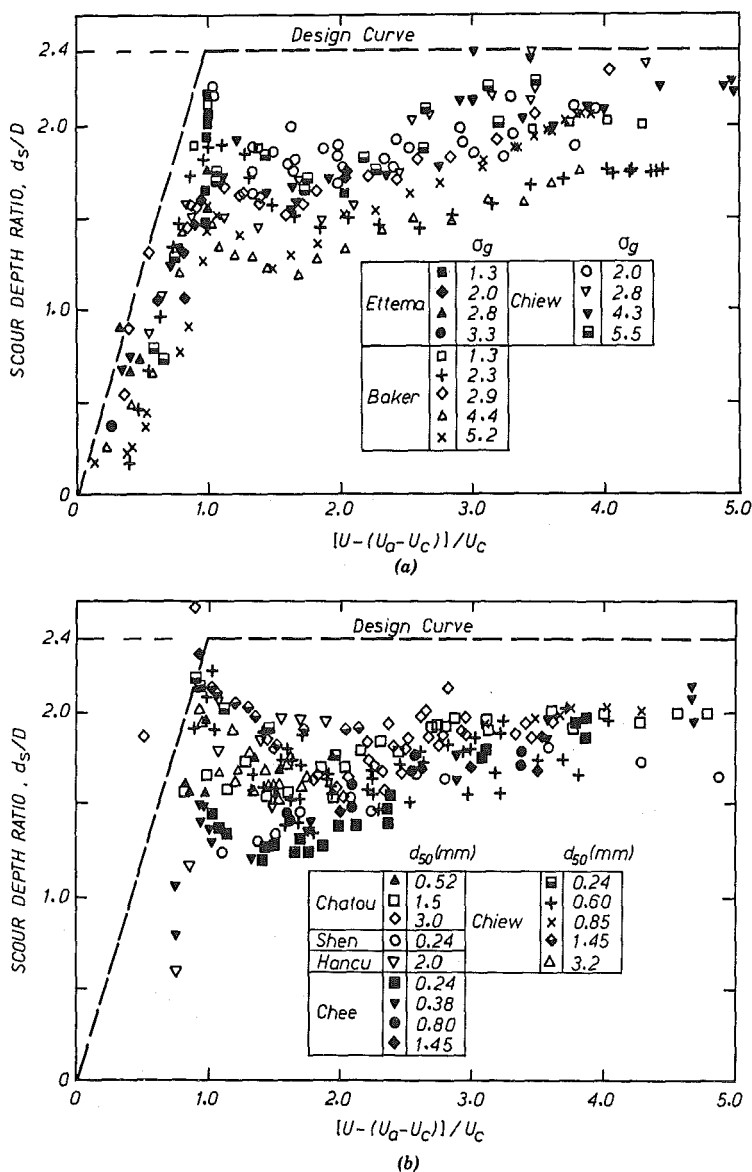 2.4
Design Curve
2.0
1.0
0
SCOUR DEPTH RATIO, ds/D
σg
σg
Ettema
1.3
2.0
2.8
3.3
Chiew
2.0
2.8
4.3
5.5
Baker
1.3
2.3
2.9
4.4
5.2
0 1.0 2.0 3.0 4.0 5.0
[U-(Ua-Uc)]/Uc
(a)
2.4
Design Curve
2.0
1.0
0
SCOUR DEPTH RATIO, ds/D
d50(mm)
d50(mm)
Chatou
0.52
1.5
3.0
Shen
0.24
Hancu
2.0
Chee
0.24
0.38
0.80
1.45
Chiew
0.24
0.60
0.85
1.45
3.2
0 1.0 2.0 3.0 4.0 5.0
[U-(Ua-Uc)]/Uc
(b)